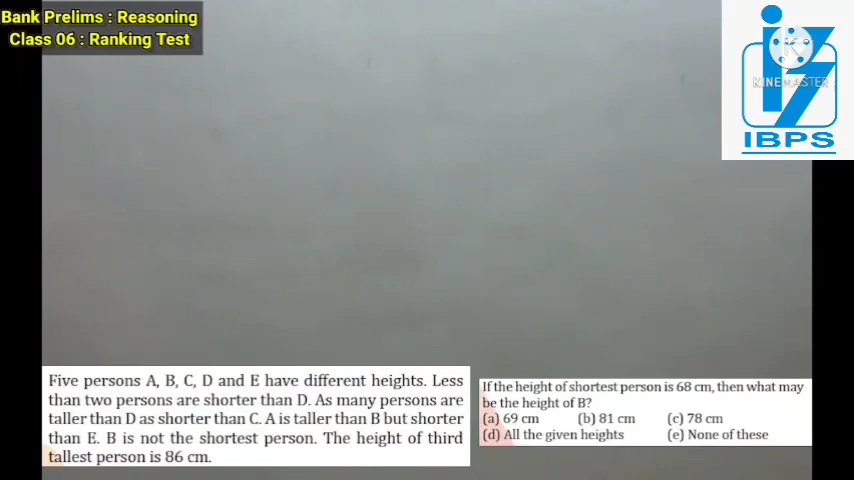 Bank Prelims : Reasoning
Class 06 : Ranking Test
KINEMASTER
IBPS
Five persons A, B, C, D and E have different heights. Less
than two persons are shorter than D. As many persons are
taller than D as shorter than C. A is taller than B but shorter
than E. B is not the shortest person. The height of third
tallest person is 86 cm.
If the height of shortest person is 68 cm, then what may
be the height of B?
(a) 69 cm (b) 81 cm (c) 78 cm
(d) All the given heights (e) None of these